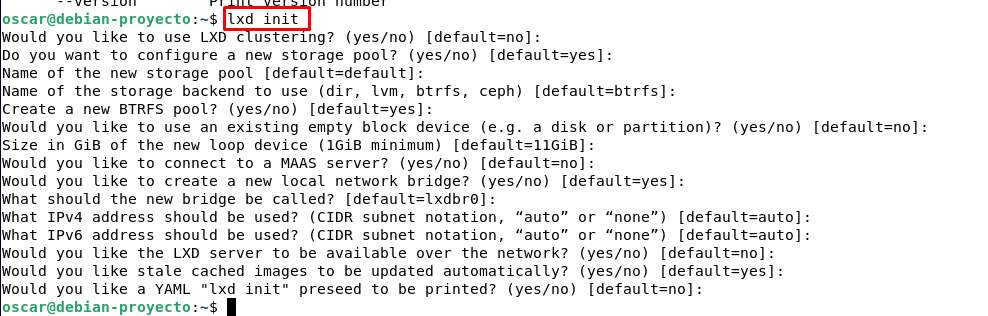 --version Print version number
oscar@debian-proyecto:~$ lxd init
Would you like to use LXD clustering? (yes/no) [default=no]:
Do you want to configure a new storage pool? (yes/no) [default=yes]:
Name of the new storage pool [default=default]:
Name of the storage backend to use (dir, lvm, btrfs, ceph) [default=btrfs]:
Create a new BTRFS pool? (yes/no) [default=yes]:
Would you like to use an existing empty block device (e.g. a disk or partition)? (yes/no) [default=no]:
Size in GiB of the new loop device (1GiB minimum) [default=11GiB]:
Would you like to connect to a MAAS server? (yes/no) [default=no]:
Would you like to create a new local network bridge? (yes/no) [default=yes]:
What should the new bridge be called? [default=lxdbr0]:
What IPv4 address should be used? (CIDR subnet notation, “auto” or “none”) [default=auto]:
What IPv6 address should be used? (CIDR subnet notation, “auto” or “none”) [default=auto]:
Would you like the LXD server to be available over the network? (yes/no) [default=no]:
Would you like stale cached images to be updated automatically? (yes/no) [default=yes]:
Would you like a YAML "lxd init" preseed to be printed? (yes/no) [default=no]:
oscar@debian-proyecto:~$